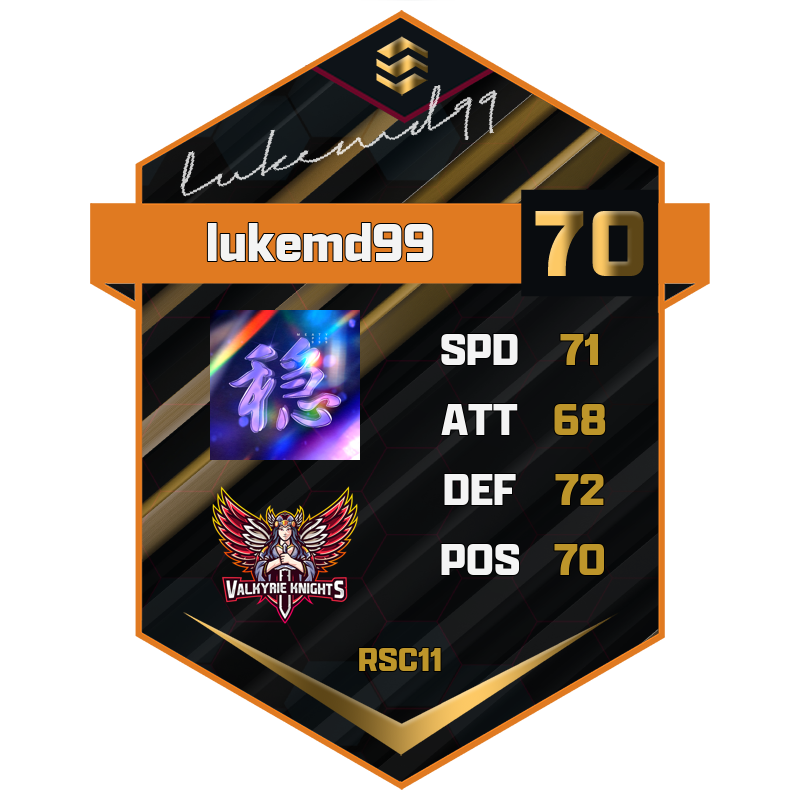 lukemd99
lukemd99
70
SPD 71
稳
ATT 68
DEF 72
VALKYRIE KNIGHTS
POS 70
RSC11